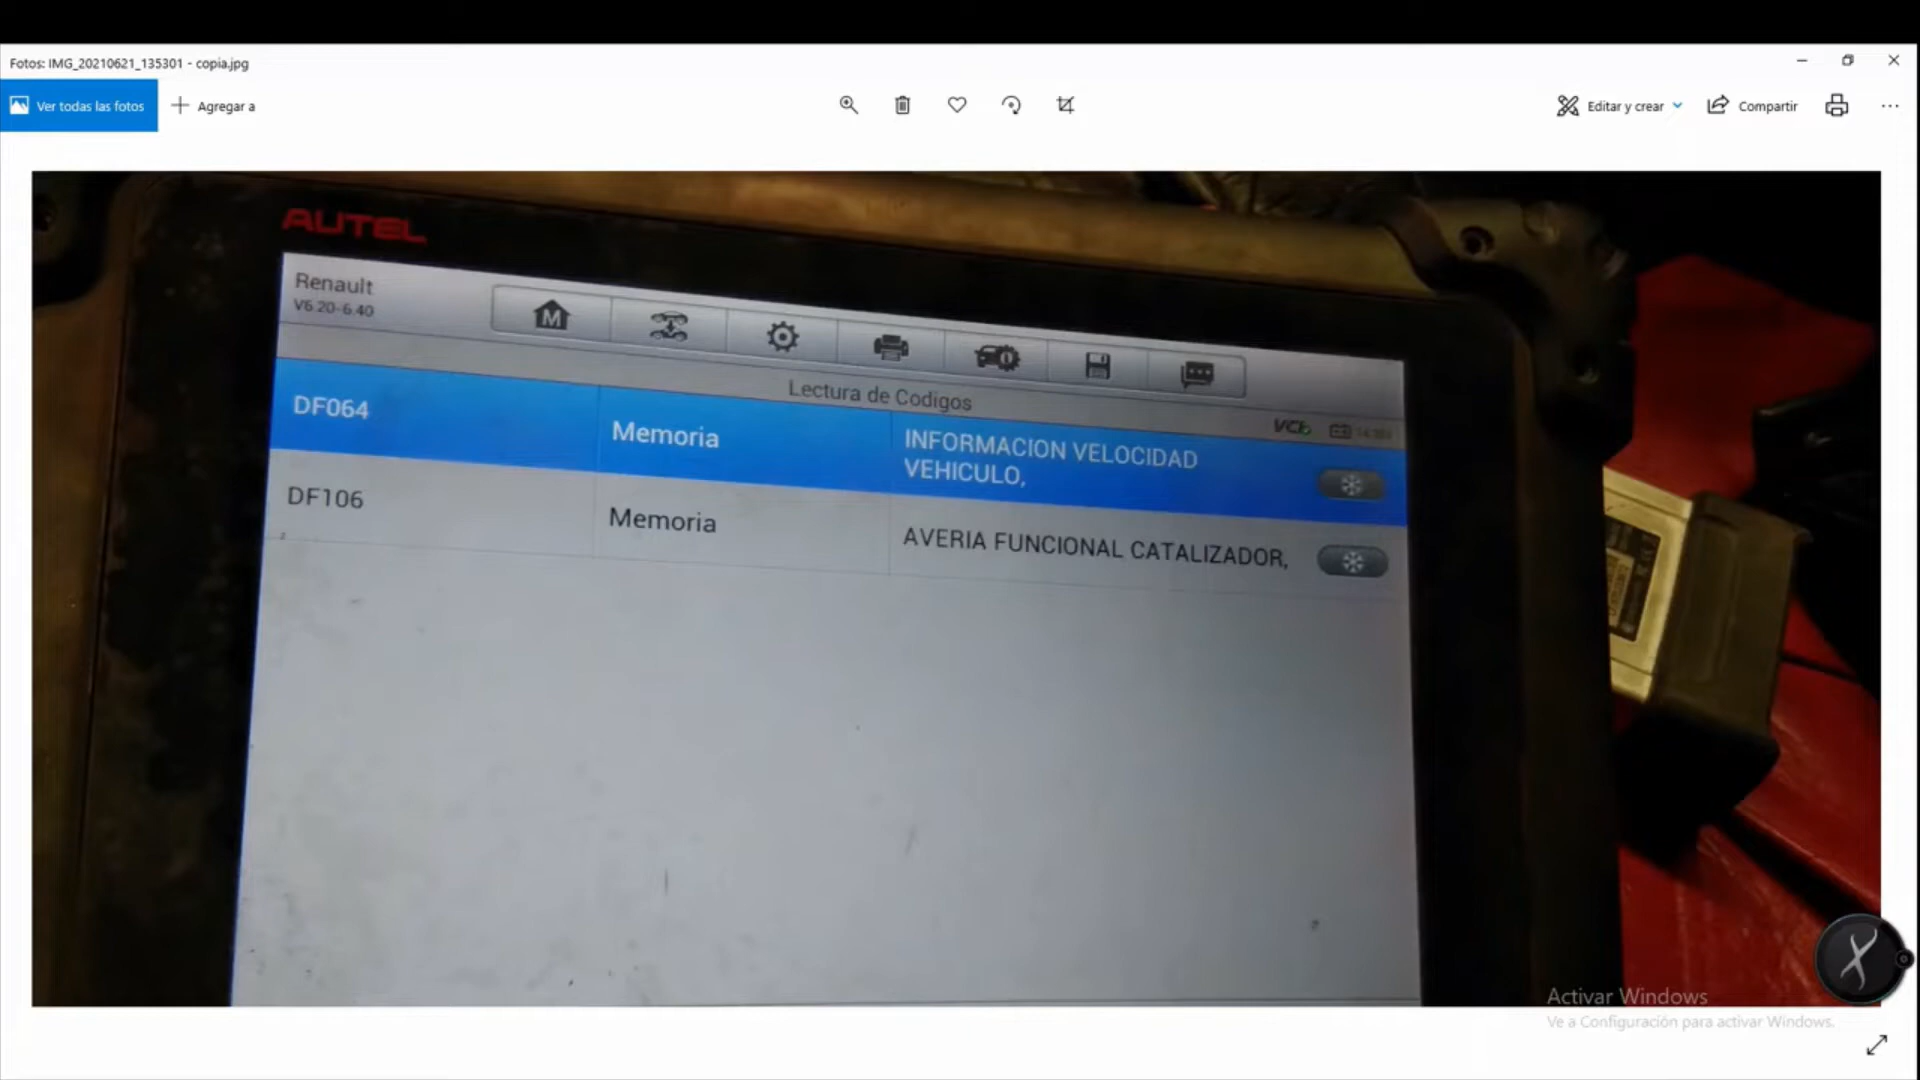 Fotos: IMG_20210621_135301 - copia.jpg
Ver todas las fotos
Agregar a
Editar y crear
Compartir
AUTEL
Renault
V6.20-6.40
M
Lectura de Codigos
VCI
DF064
Memoria
INFORMACION VELOCIDAD
VEHICULO,
DF106
Memoria
AVERIA FUNCIONAL CATALIZADOR,
Activar Windows
Ve a Configuración para activar Windows.